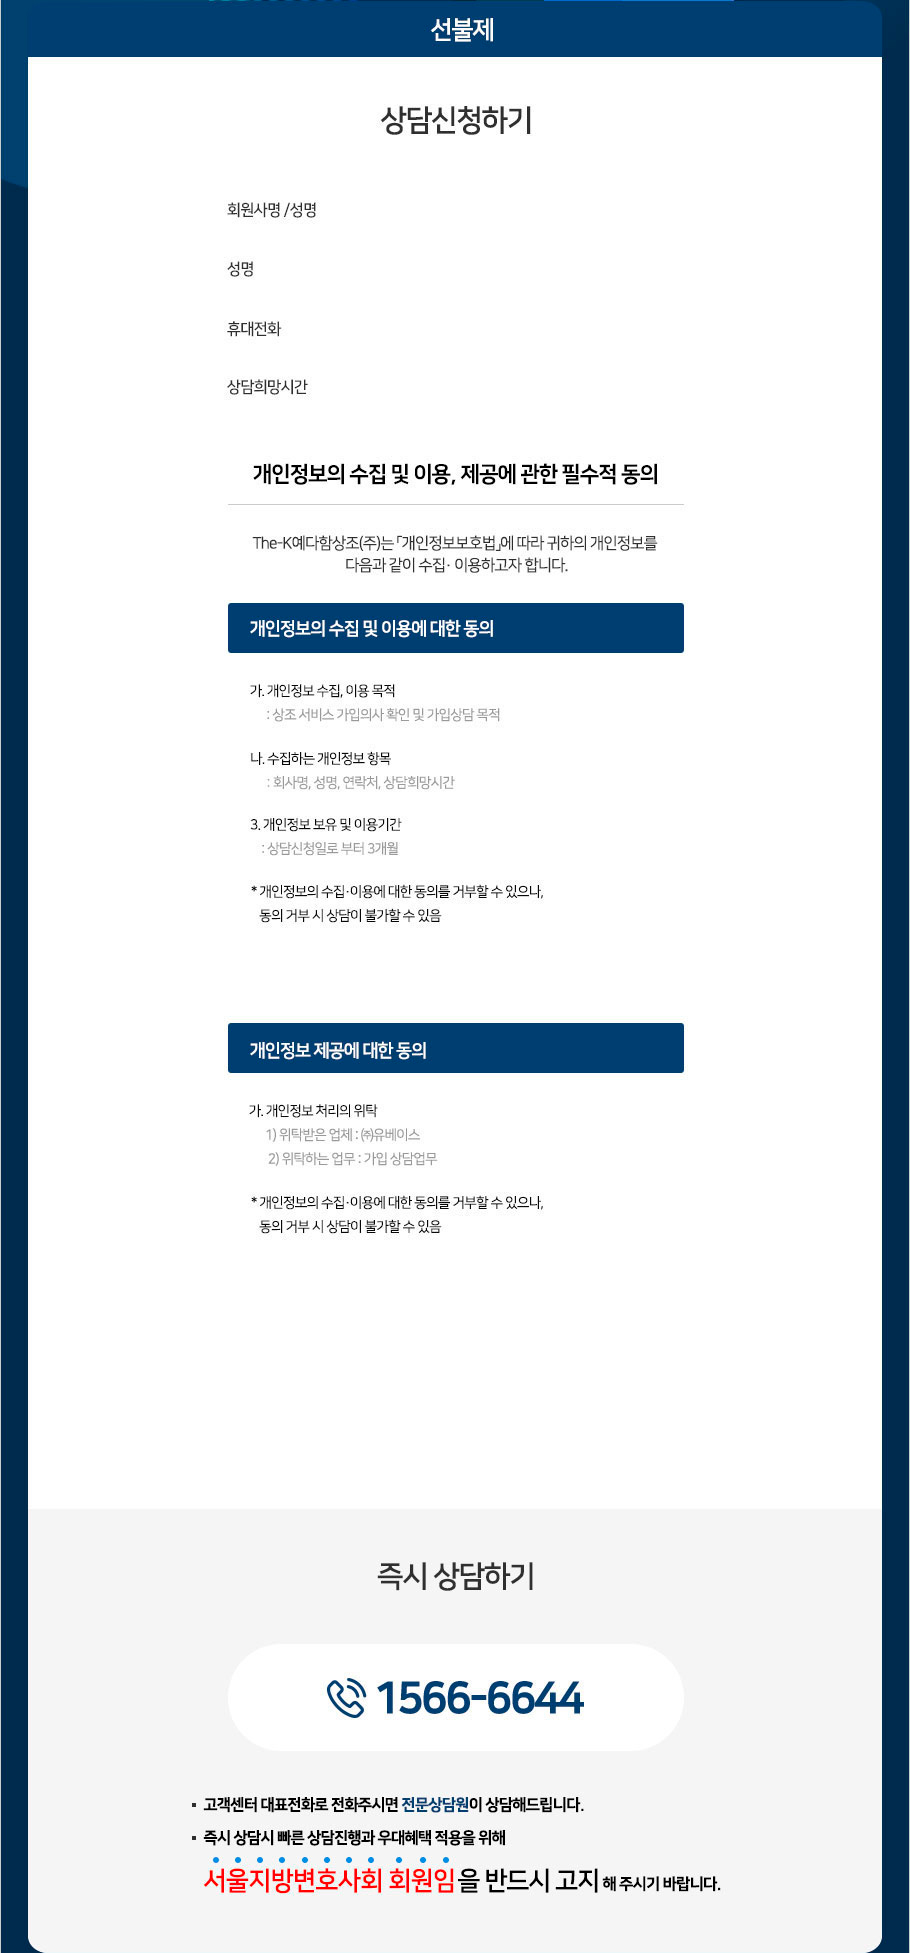 선불제
상담신청하기
회원사명 /성명
성명
휴대전화
상담희망시간
개인정보의 수집 및 이용, 제공에 관한 필수적 동의
The-K예다함상조(주)는 「개인정보보호법」에 따라 귀하의 개인정보를
다음과 같이 수집· 이용하고자 합니다.
개인정보의 수집 및 이용에 대한 동의
가. 개인정보 수집, 이용 목적
: 상조 서비스 가입의사 확인 및 가입상담 목적
나. 수집하는 개인정보 항목
: 회사명, 성명, 연락처, 상담희망시간
3. 개인정보 보유 및 이용기간
: 상담신청일로 부터 3개월
* 개인정보의 수집·이용에 대한 동의를 거부할 수 있으나,
동의 거부 시 상담이 불가할 수 있음
개인정보 제공에 대한 동의
가. 개인정보 처리의 위탁
1) 위탁받은 업체 : ㈜유베이스
2) 위탁하는 업무 : 가입 상담업무
* 개인정보의 수집·이용에 대한 동의를 거부할 수 있으나,
동의 거부 시 상담이 불가할 수 있음
즉시 상담하기
1566-6644
▪ 고객센터 대표전화로 전화주시면 전문상담원이 상담해드립니다.
▪ 즉시 상담시 빠른 상담진행과 우대혜택 적용을 위해
서울지방변호사회 회원임을 반드시 고지 해 주시기 바랍니다.